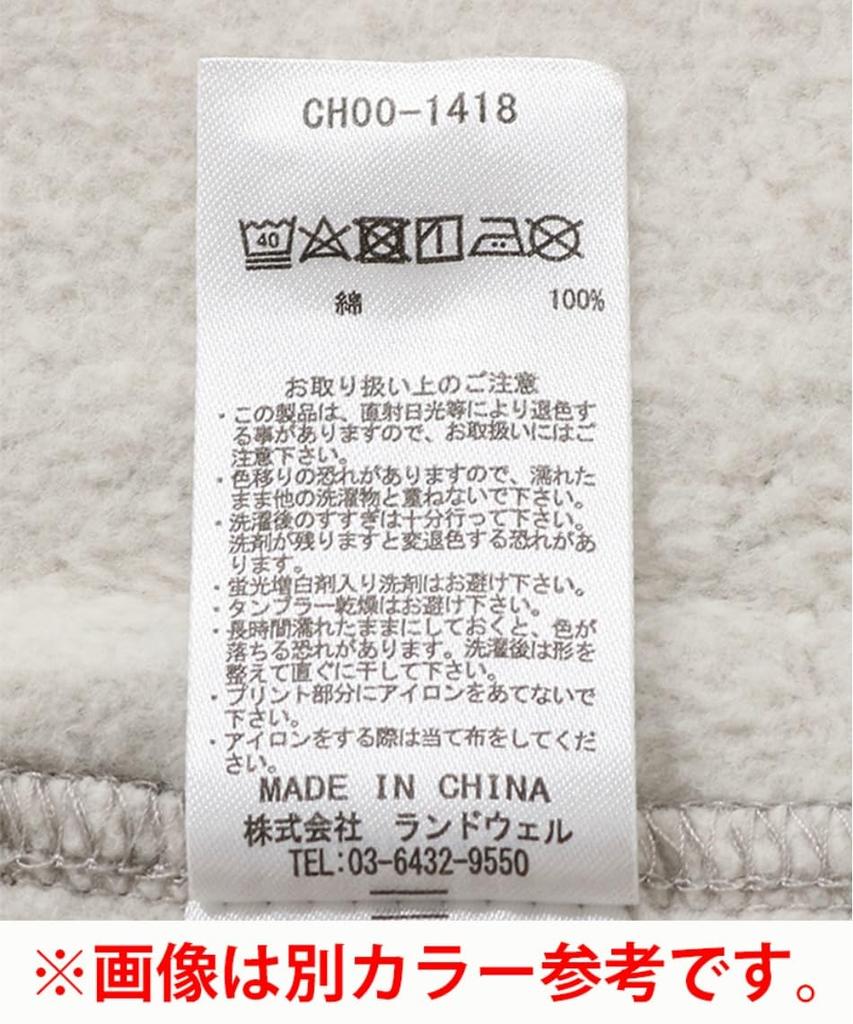 CH00-1418
40
綿 100%
お取り扱い上のご注意
・この製品は、直射日光等により退色す
る事がありますので、お取扱いにはご
注意下さい。
・色移りの恐れがありますので、濡れた
まま他の洗濯物と重ねないで下さい。
・洗濯後のすすぎは十分行って下さい。
洗剤が残りますと変退色する恐れがあ
ります。
・蛍光増白剤入り洗剤はお避け下さい。
・タンブラー乾燥はお避け下さい。
・長時間濡れたままにしておくと、色が
落ちる恐れがあります。洗濯後は形を
整えて直ぐに干して下さい。
・プリント部分にアイロンをあてないで
下さい。
・アイロンをする際は当て布をしてくだ
さい。
MADE IN CHINA
株式会社 ランドウェル
TEL:03-6432-9550
※画像は別カラー参考です。